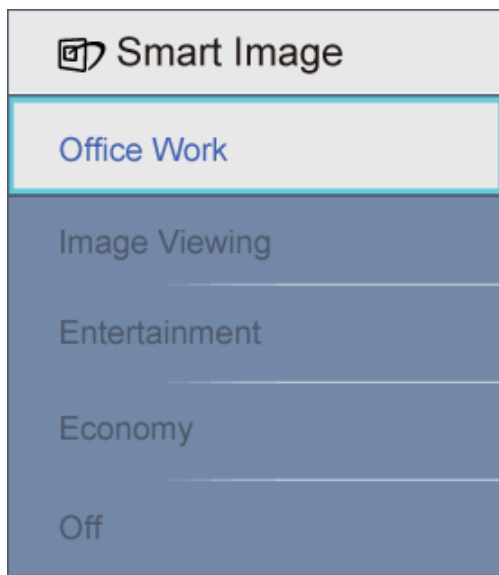 Smart Image
Office Work
Image Viewing
Entertainment
Economy
Off